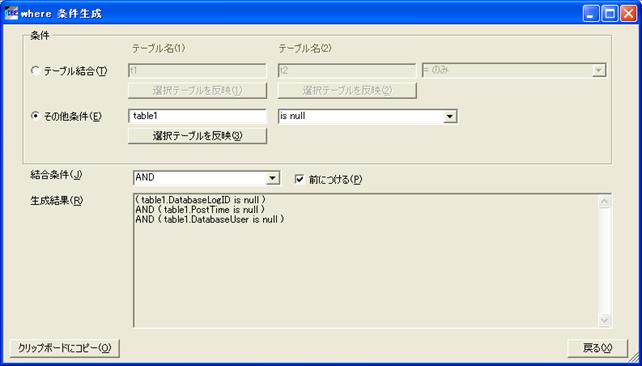 where 条件生成
条件
テーブル名(1) テーブル名(2)
テーブル結合(T) t1 t2 = のみ
選択テーブルを反映(1) 選択テーブルを反映(2)
その他条件(E) table1 is null
選択テーブルを反映(3)
結合条件(J) AND 前につける(P)
生成結果(R) ( table1.DatabaseLogID is null )
AND ( table1.PostTime is null )
AND ( table1.DatabaseUser is null )
クリップボードにコピー(O) 戻る(X)